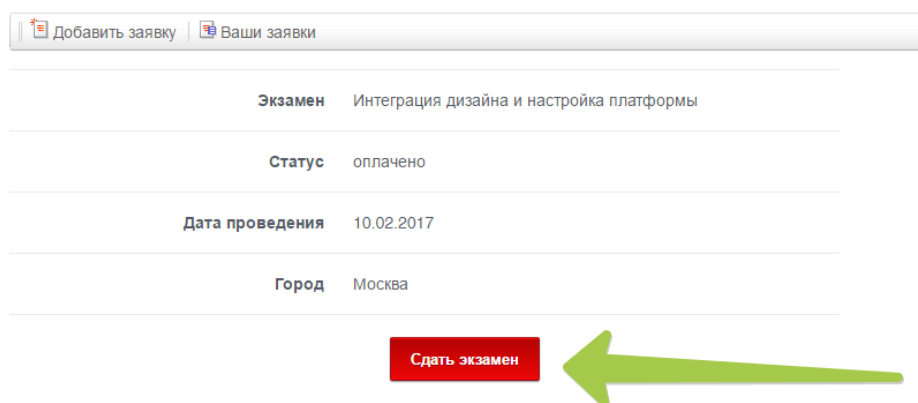 Добавить заявку Ваши заявки
Экзамен Интеграция дизайна и настройка платформы
Статус оплачено
Дата проведения 10.02.2017
Город Москва
Сдать экзамен